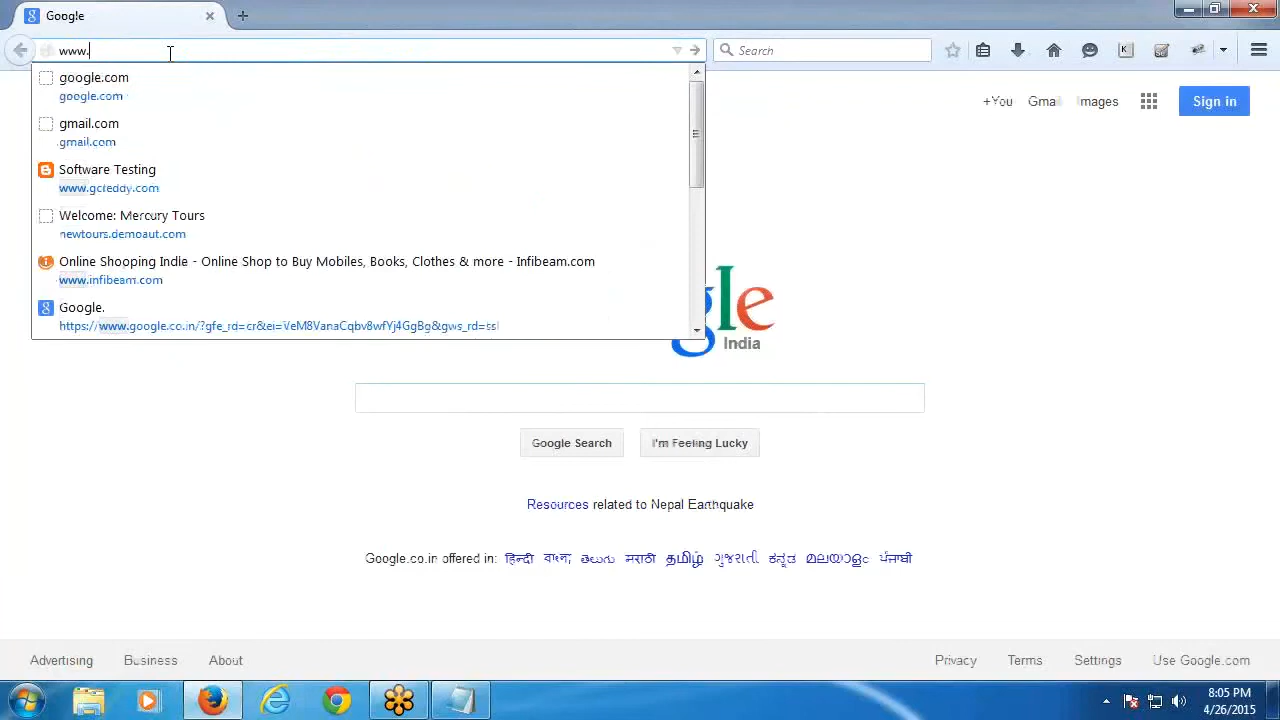 Google
www.
Search
google.com
google.com
gmail.com
gmail.com
Software Testing
www.gcreddy.com
Welcome: Mercury Tours
newtours.demoaut.com
Online Shopping Indie - Online Shop to Buy Mobiles, Books, Clothes & more - Infibeam.com
www.infibeam.com
Google.
+You Gmai Images
Sign in
gle
India
Google Search
I'm Feeling Lucky
Resources related to Nepal Earthquake
Google.co.in offered in: हिन्दी বাংলা తెలుగు मराठी தமிழ் ગુજરાતી ಕನ್ನಡ മലയാളം ਪੰਜਾਬੀ
Advertising Business About
Privacy Terms Settings Use Google.com
8:05 PM
4/26/2015